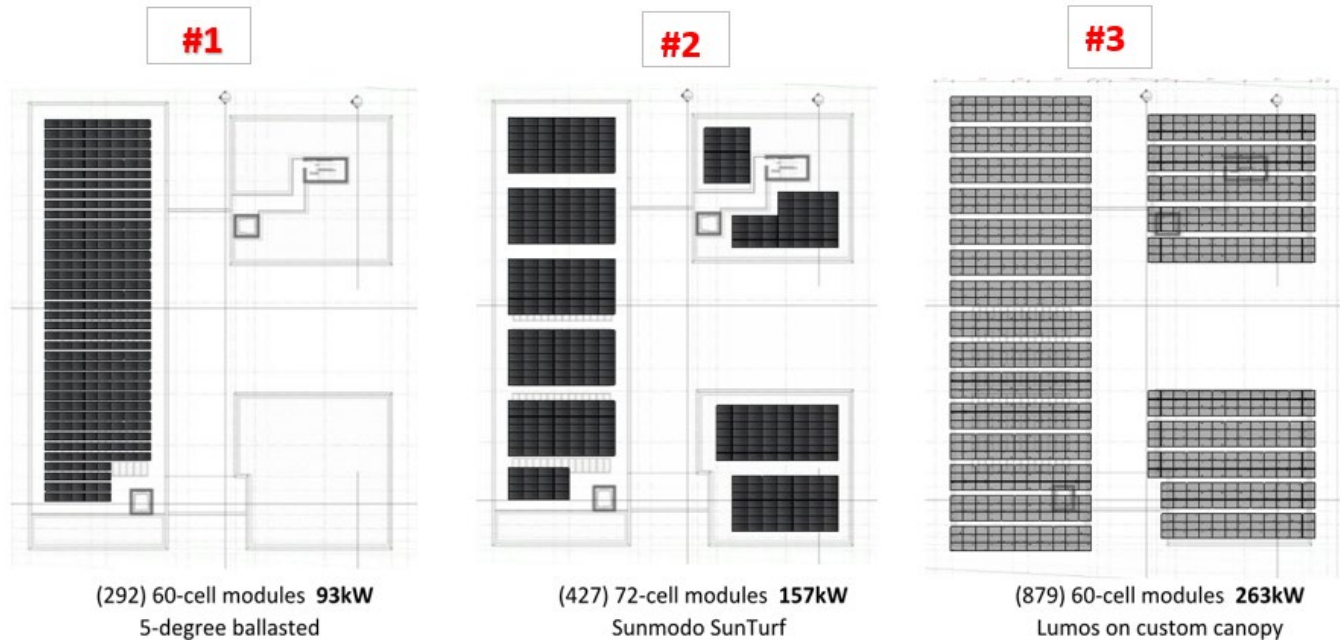 #1
#2
#3
(292) 60-cell modules 93kW
5-degree ballasted
(427) 72-cell modules 157kW
Sunmodo SunTurf
(879) 60-cell modules 263kW
Lumos on custom canopy